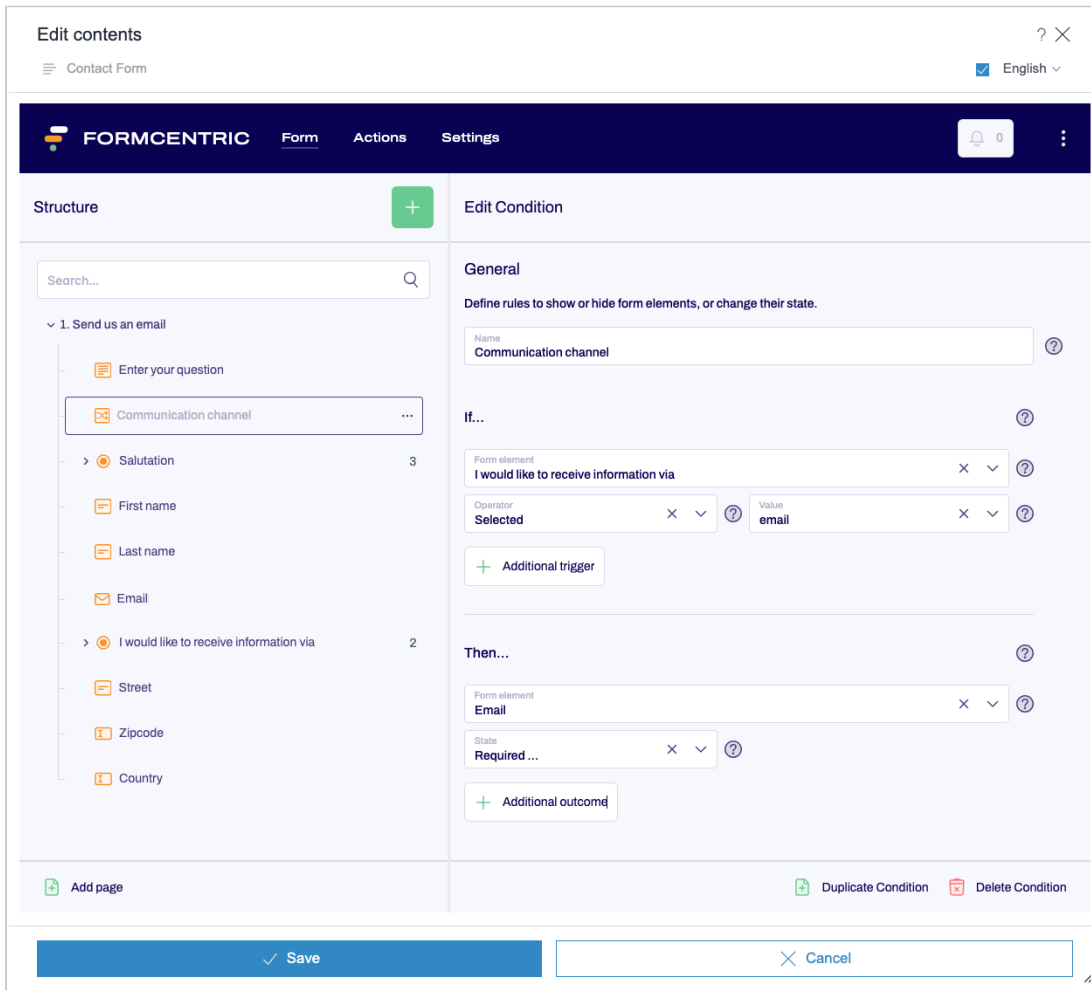 Edit contents
?
Contact Form
English
FORMCENTRIC
Form
Actions
Settings
0
Structure
+
Edit Condition
Search...
General
Define rules to show or hide form elements, or change their state.
1. Send us an email
Name
Communication channel
?
Enter your question
Communication channel
...
If...
?
Salutation
3
Form element
I would like to receive information via
?
First name
Operator
Selected
?
Value
email
?
Last name
Additional trigger
Email
I would like to receive information via
2
Then...
?
Street
Form element
Email
?
Zipcode
State
Required ...
?
Country
Additional outcome
Add page
Duplicate Condition
Delete Condition
Save
Cancel